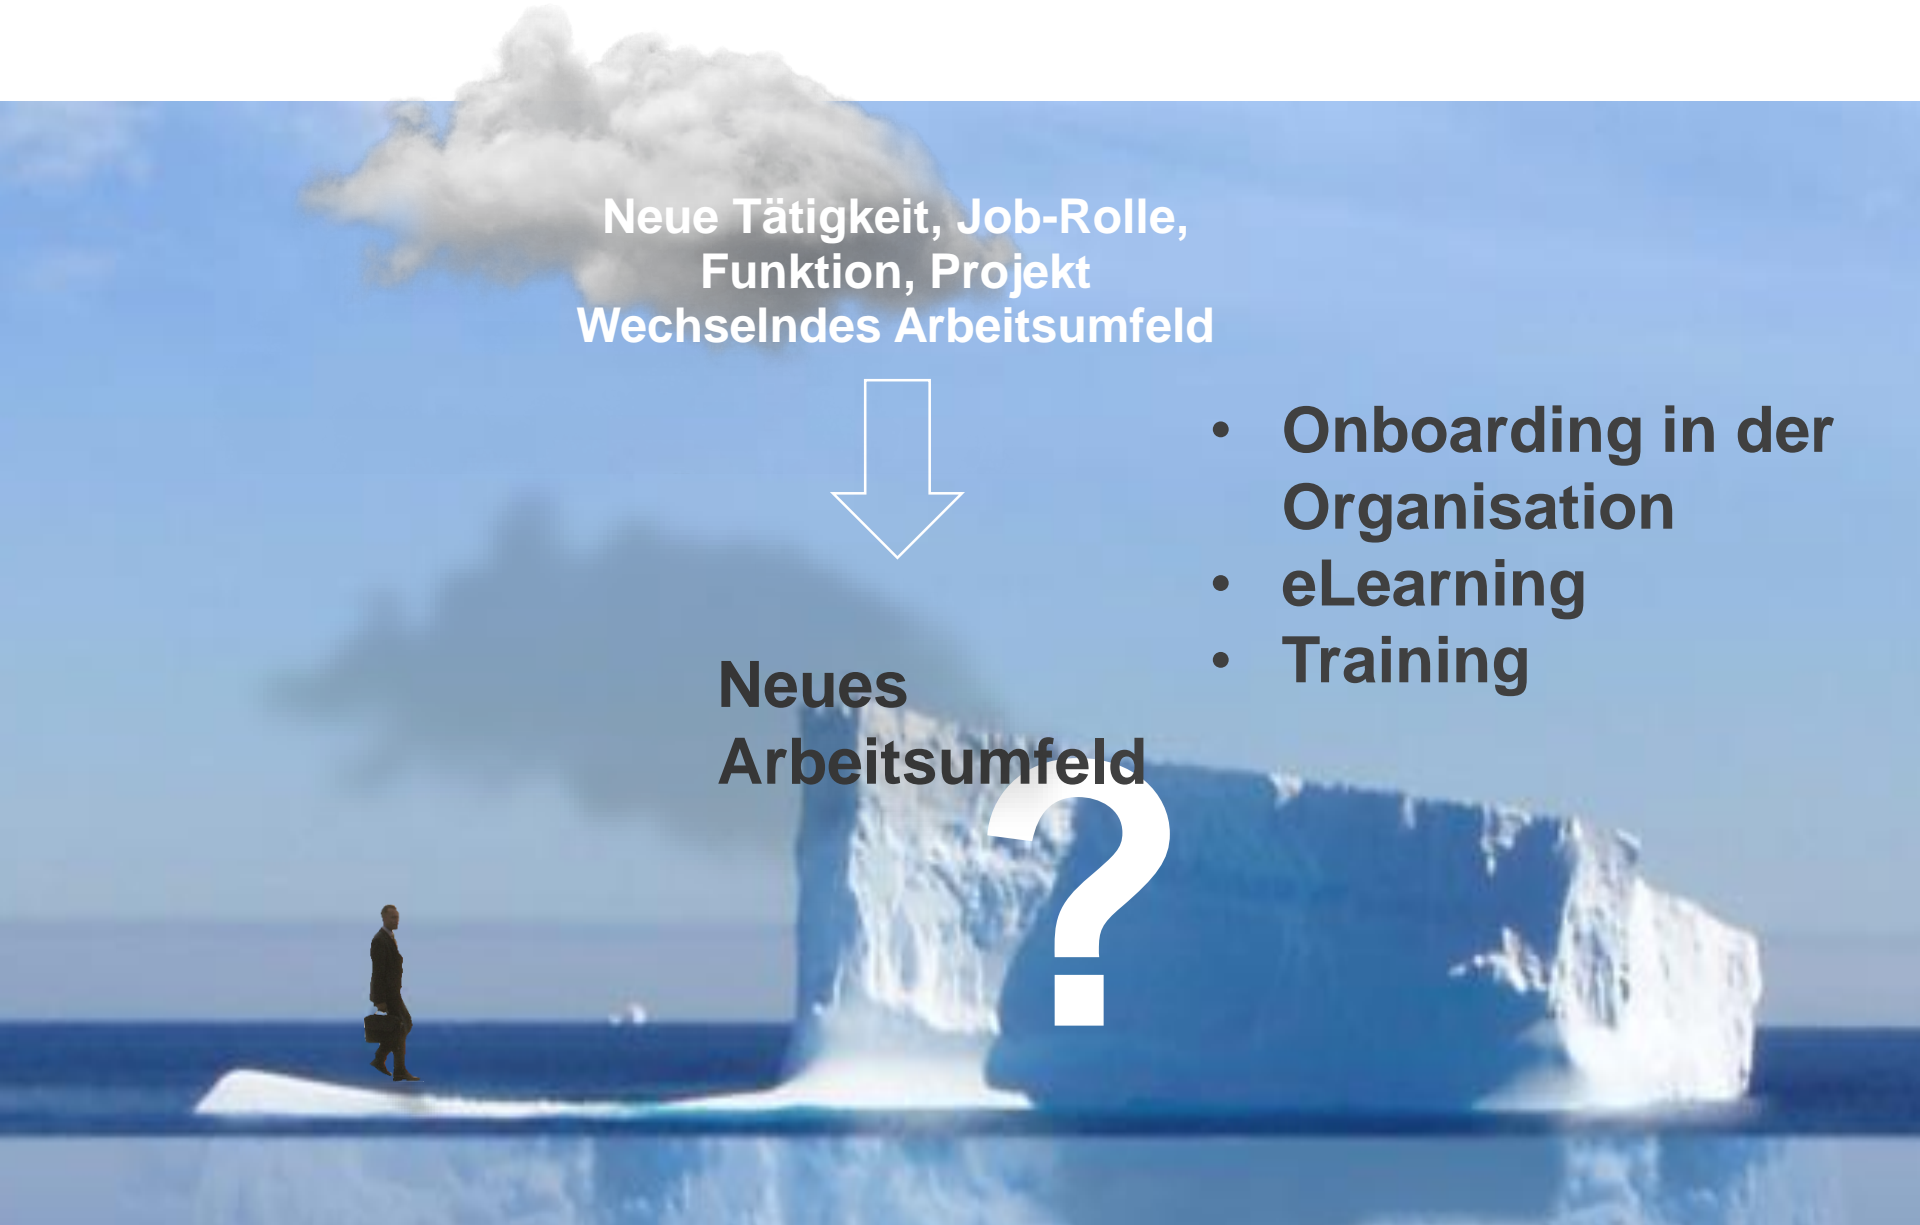 Neue Tätigkeit, Job-Rolle,
Funktion, Projekt
Wechselndes Arbeitsumfeld
• Onboarding in der
Organisation
• eLearning
• Training
Neues
Arbeitsumfeld
?